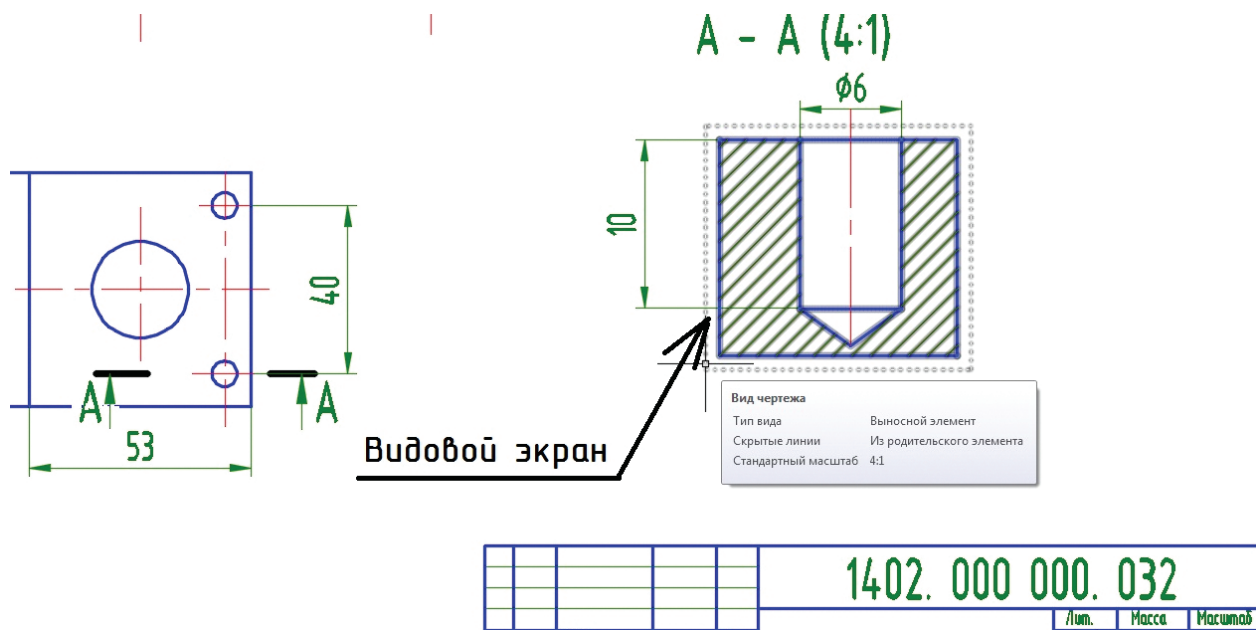 А - А (4:1)
Ø6
10
40
А А
53
Видовой экран
Вид чертежа
Тип вида Выносной элемент
Скрытые линии Из родительского элемента
Стандартный масштаб 4:1
1402. 000 000. 032
Лит. Масса Масштаб